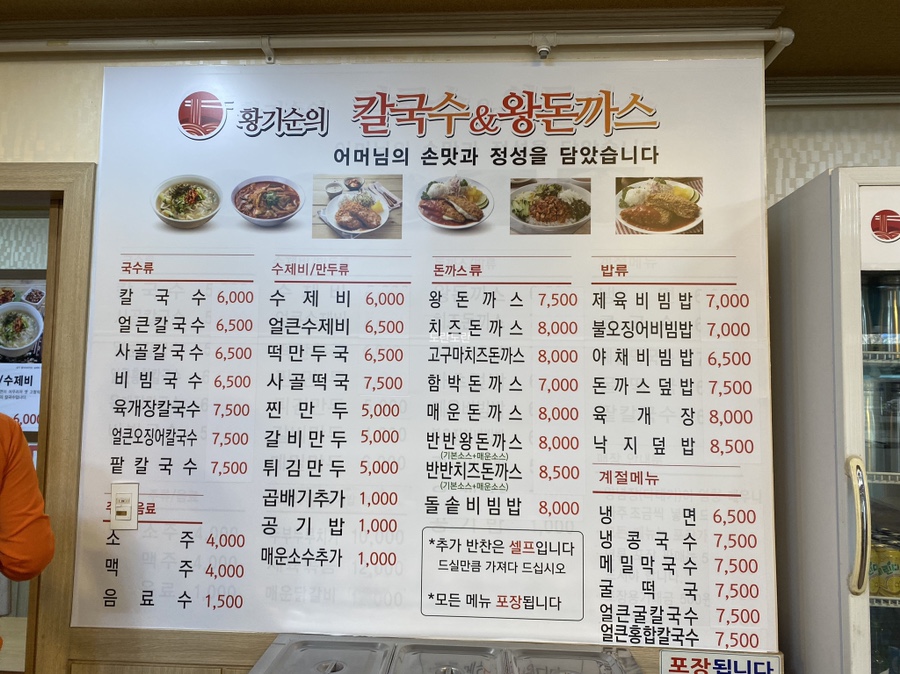 황기순의 칼국수&왕돈까스
어머님의 손맛과 정성을 담았습니다
국수류
칼국수 6,000
얼큰칼국수 6,500
사골칼국수 6,500
비빔국수 6,500
육개장칼국수 7,500
얼큰오징어칼국수 7,500
팥칼국수 7,500
음료
소주 4,000
맥주 4,000
음료수 1,500
수제비/만두류
수제비 6,000
얼큰수제비 6,500
떡만두국 6,500
사골떡국 7,500
찐만두 5,000
갈비만두 5,000
튀김만두 5,000
곱배기추가 1,000
공기밥 1,000
매운소수추가 1,000
돈까스류
왕돈까스 7,500
치즈돈까스 8,000
고구마치즈돈까스 8,000
함박돈까스 7,000
매운돈까스 8,000
반반왕돈까스 8,000
(기본소스+매운소스)
반반치즈돈까스 8,500
(기본소스+매운소스)
돌솥비빔밥 8,000
*추가 반찬은 셀프입니다
드실만큼 가져다 드십시오
*모든 메뉴 포장됩니다
밥류
제육비빔밥 7,000
불오징어비빔밥 7,000
야채비빔밥 6,500
돈까스덮밥 7,500
육개장 8,000
낙지덮밥 8,500
계절메뉴
냉면 6,500
냉콩국수 7,500
메밀막국수 7,500
굴떡국 7,500
얼큰굴칼국수 7,500
얼큰홍합칼국수 7,500
포장됩니다
/수제비
6,000